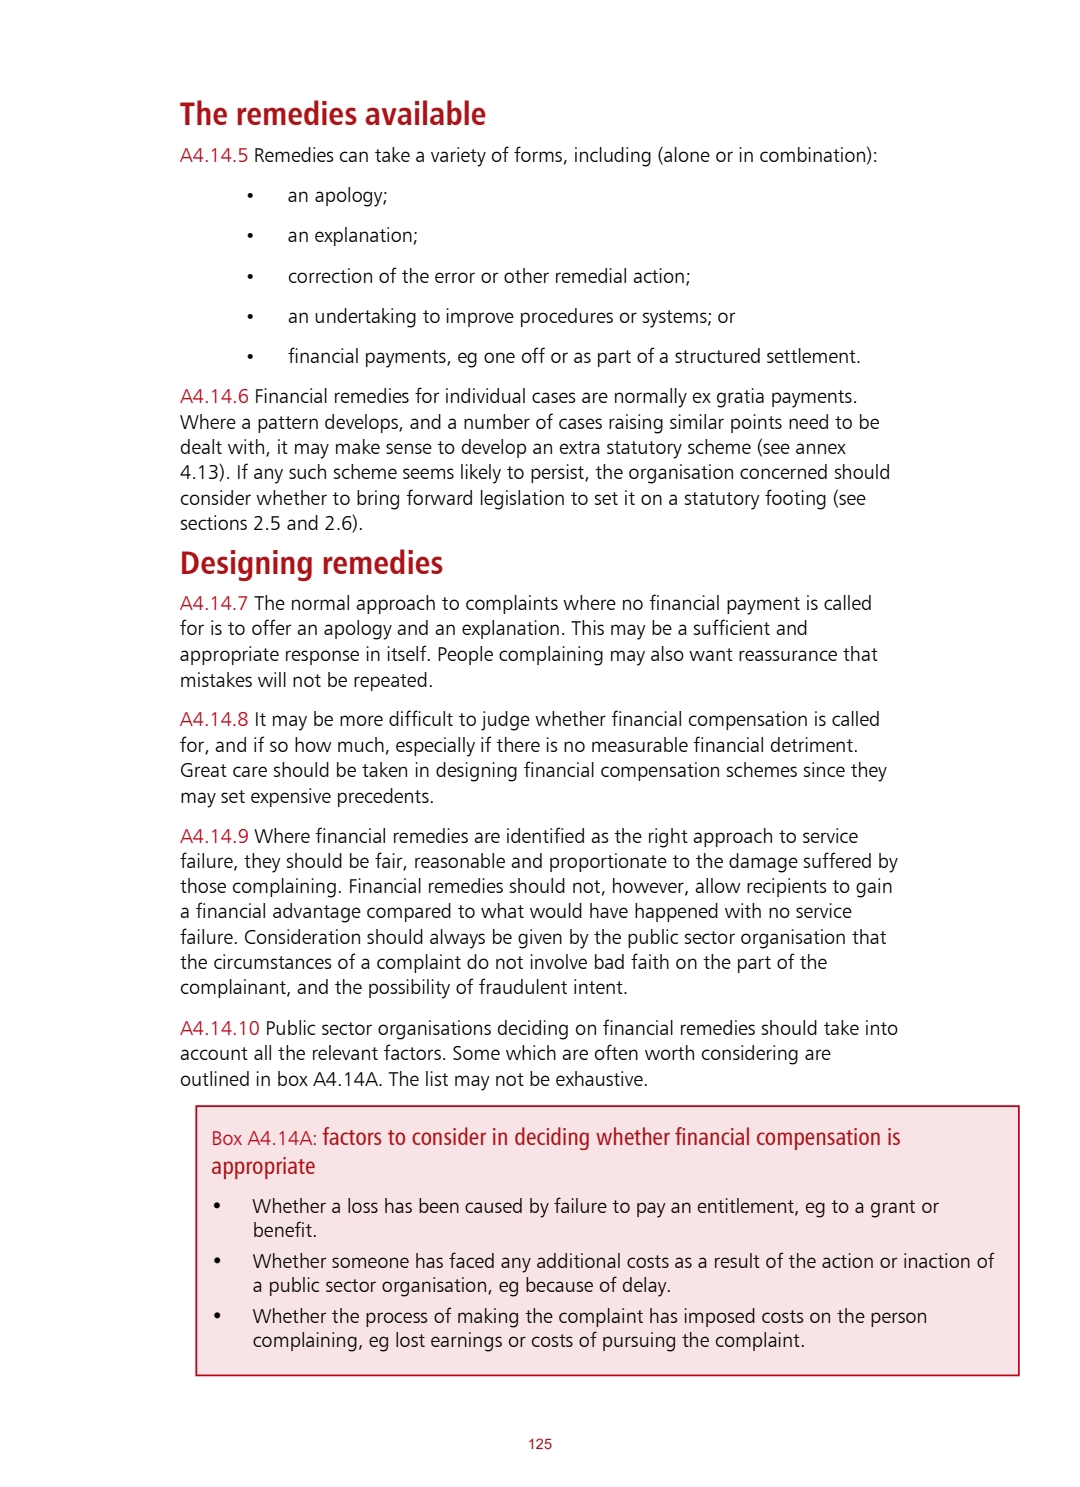 The remedies available
A4.14.5 Remedies can take a variety of forms, including (alone or in combination):
• an apology;
• an explanation;
• correction of the error or other remedial action;
• an undertaking to improve procedures or systems; or
• financial payments, eg one off or as part of a structured settlement.
A4.14.6 Financial remedies for individual cases are normally ex gratia payments.
Where a pattern develops, and a number of cases raising similar points need to be
dealt with, it may make sense to develop an extra statutory scheme (see annex
4.13). If any such scheme seems likely to persist, the organisation concerned should
consider whether to bring forward legislation to set it on a statutory footing (see
sections 2.5 and 2.6).
Designing remedies
A4.14.7 The normal approach to complaints where no financial payment is called
for is to offer an apology and an explanation. This may be a sufficient and
appropriate response in itself. People complaining may also want reassurance that
mistakes will not be repeated.
A4.14.8 It may be more difficult to judge whether financial compensation is called
for, and if so how much, especially if there is no measurable financial detriment.
Great care should be taken in designing financial compensation schemes since they
may set expensive precedents.
A4.14.9 Where financial remedies are identified as the right approach to service
failure, they should be fair, reasonable and proportionate to the damage suffered by
those complaining. Financial remedies should not, however, allow recipients to gain
a financial advantage compared to what would have happened with no service
failure. Consideration should always be given by the public sector organisation that
the circumstances of a complaint do not involve bad faith on the part of the
complainant, and the possibility of fraudulent intent.
A4.14.10 Public sector organisations deciding on financial remedies should take into
account all the relevant factors. Some which are often worth considering are
outlined in box A4.14A. The list may not be exhaustive.
Box A4.14A: factors to consider in deciding whether financial compensation is
appropriate
• Whether a loss has been caused by failure to pay an entitlement, eg to a grant or
benefit.
• Whether someone has faced any additional costs as a result of the action or inaction of
a public sector organisation, eg because of delay.
• Whether the process of making the complaint has imposed costs on the person
complaining, eg lost earnings or costs of pursuing the complaint.
125